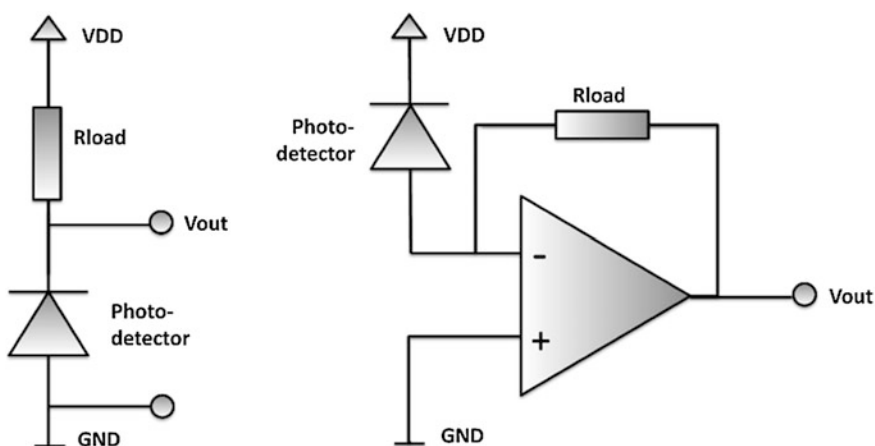 VDD
Rload
Vout
Photo-
detector
GND
VDD
Photo-
detector
Rload
-
+
Vout
GND